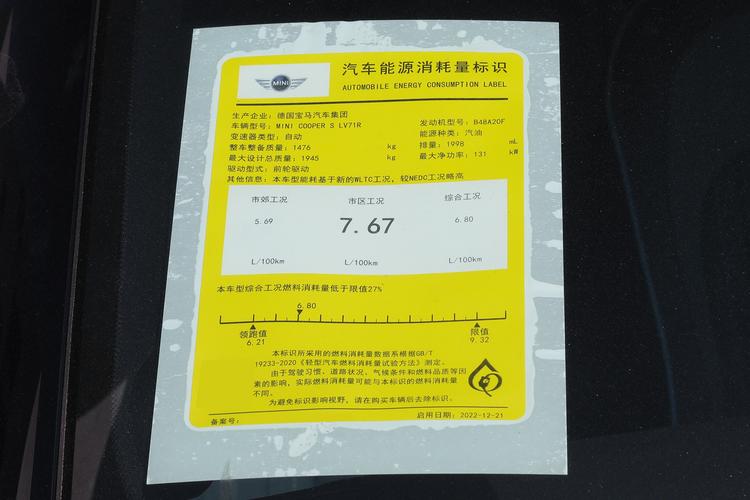 MINI
汽车能源消耗量标识
AUTOMOBILE ENERGY CONSUMPTION LABEL
生产企业：德国宝马汽车集团
车辆型号：MINI COOPER S LV71R
发动机型号：B48A20F
变速器类型：自动
能源种类：汽油
整车整备质量：1476 kg
排量：1998 mL
最大设计总质量：1945 kg
最大净功率：131 kW
驱动型式：前轮驱动
其他信息：本车型能耗基于新的WLTC工况，较NEDC工况略高
市郊工况 市区工况 综合工况
5.69 7.67 6.80
L/100km L/100km L/100km
本车型综合工况燃料消耗量低于限值27%
6.80
领跑值 限值
6.21 9.32
本标识所采用的燃料消耗量数据系根据GB/T
19233-2020《轻型汽车燃料消耗量试验方法》测定。
由于驾驶习惯、道路状况、气候条件和燃料品质等因
素的影响，实际燃料消耗量可能与本标识的燃料消耗量
不同。
为避免标识影响视野，请在购买车辆后去除标识。
备案号：
启用日期：2022-12-21